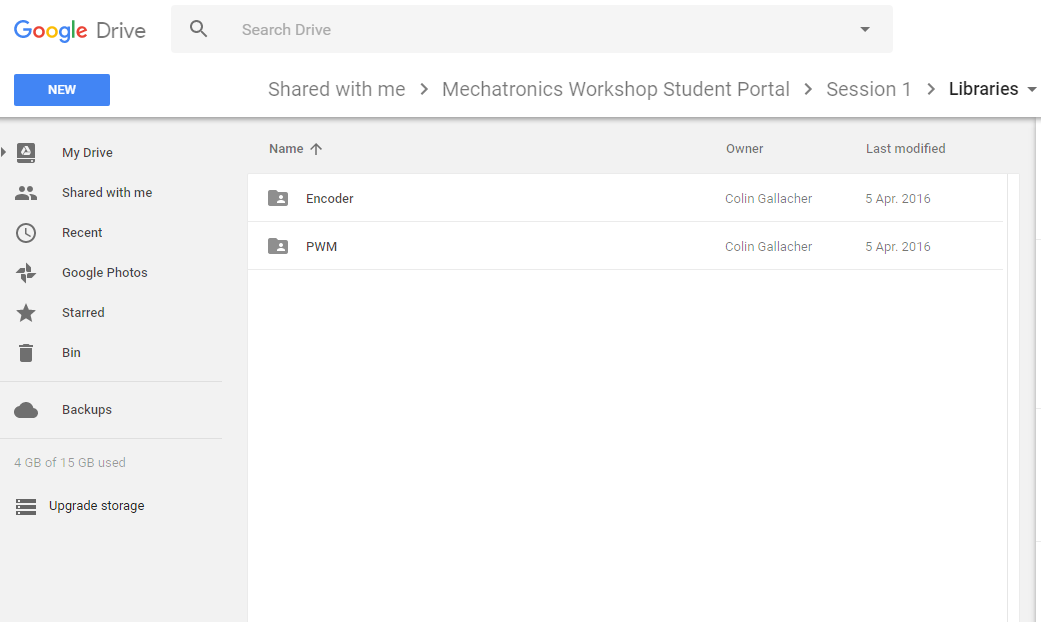 Google Drive
Search Drive
NEW
Shared with me > Mechatronics Workshop Student Portal > Session 1 > Libraries
My Drive
Shared with me
Recent
Google Photos
Starred
Bin
Backups
4 GB of 15 GB used
Upgrade storage
Name Owner Last modified
Encoder Colin Gallacher 5 Apr. 2016
PWM Colin Gallacher 5 Apr. 2016